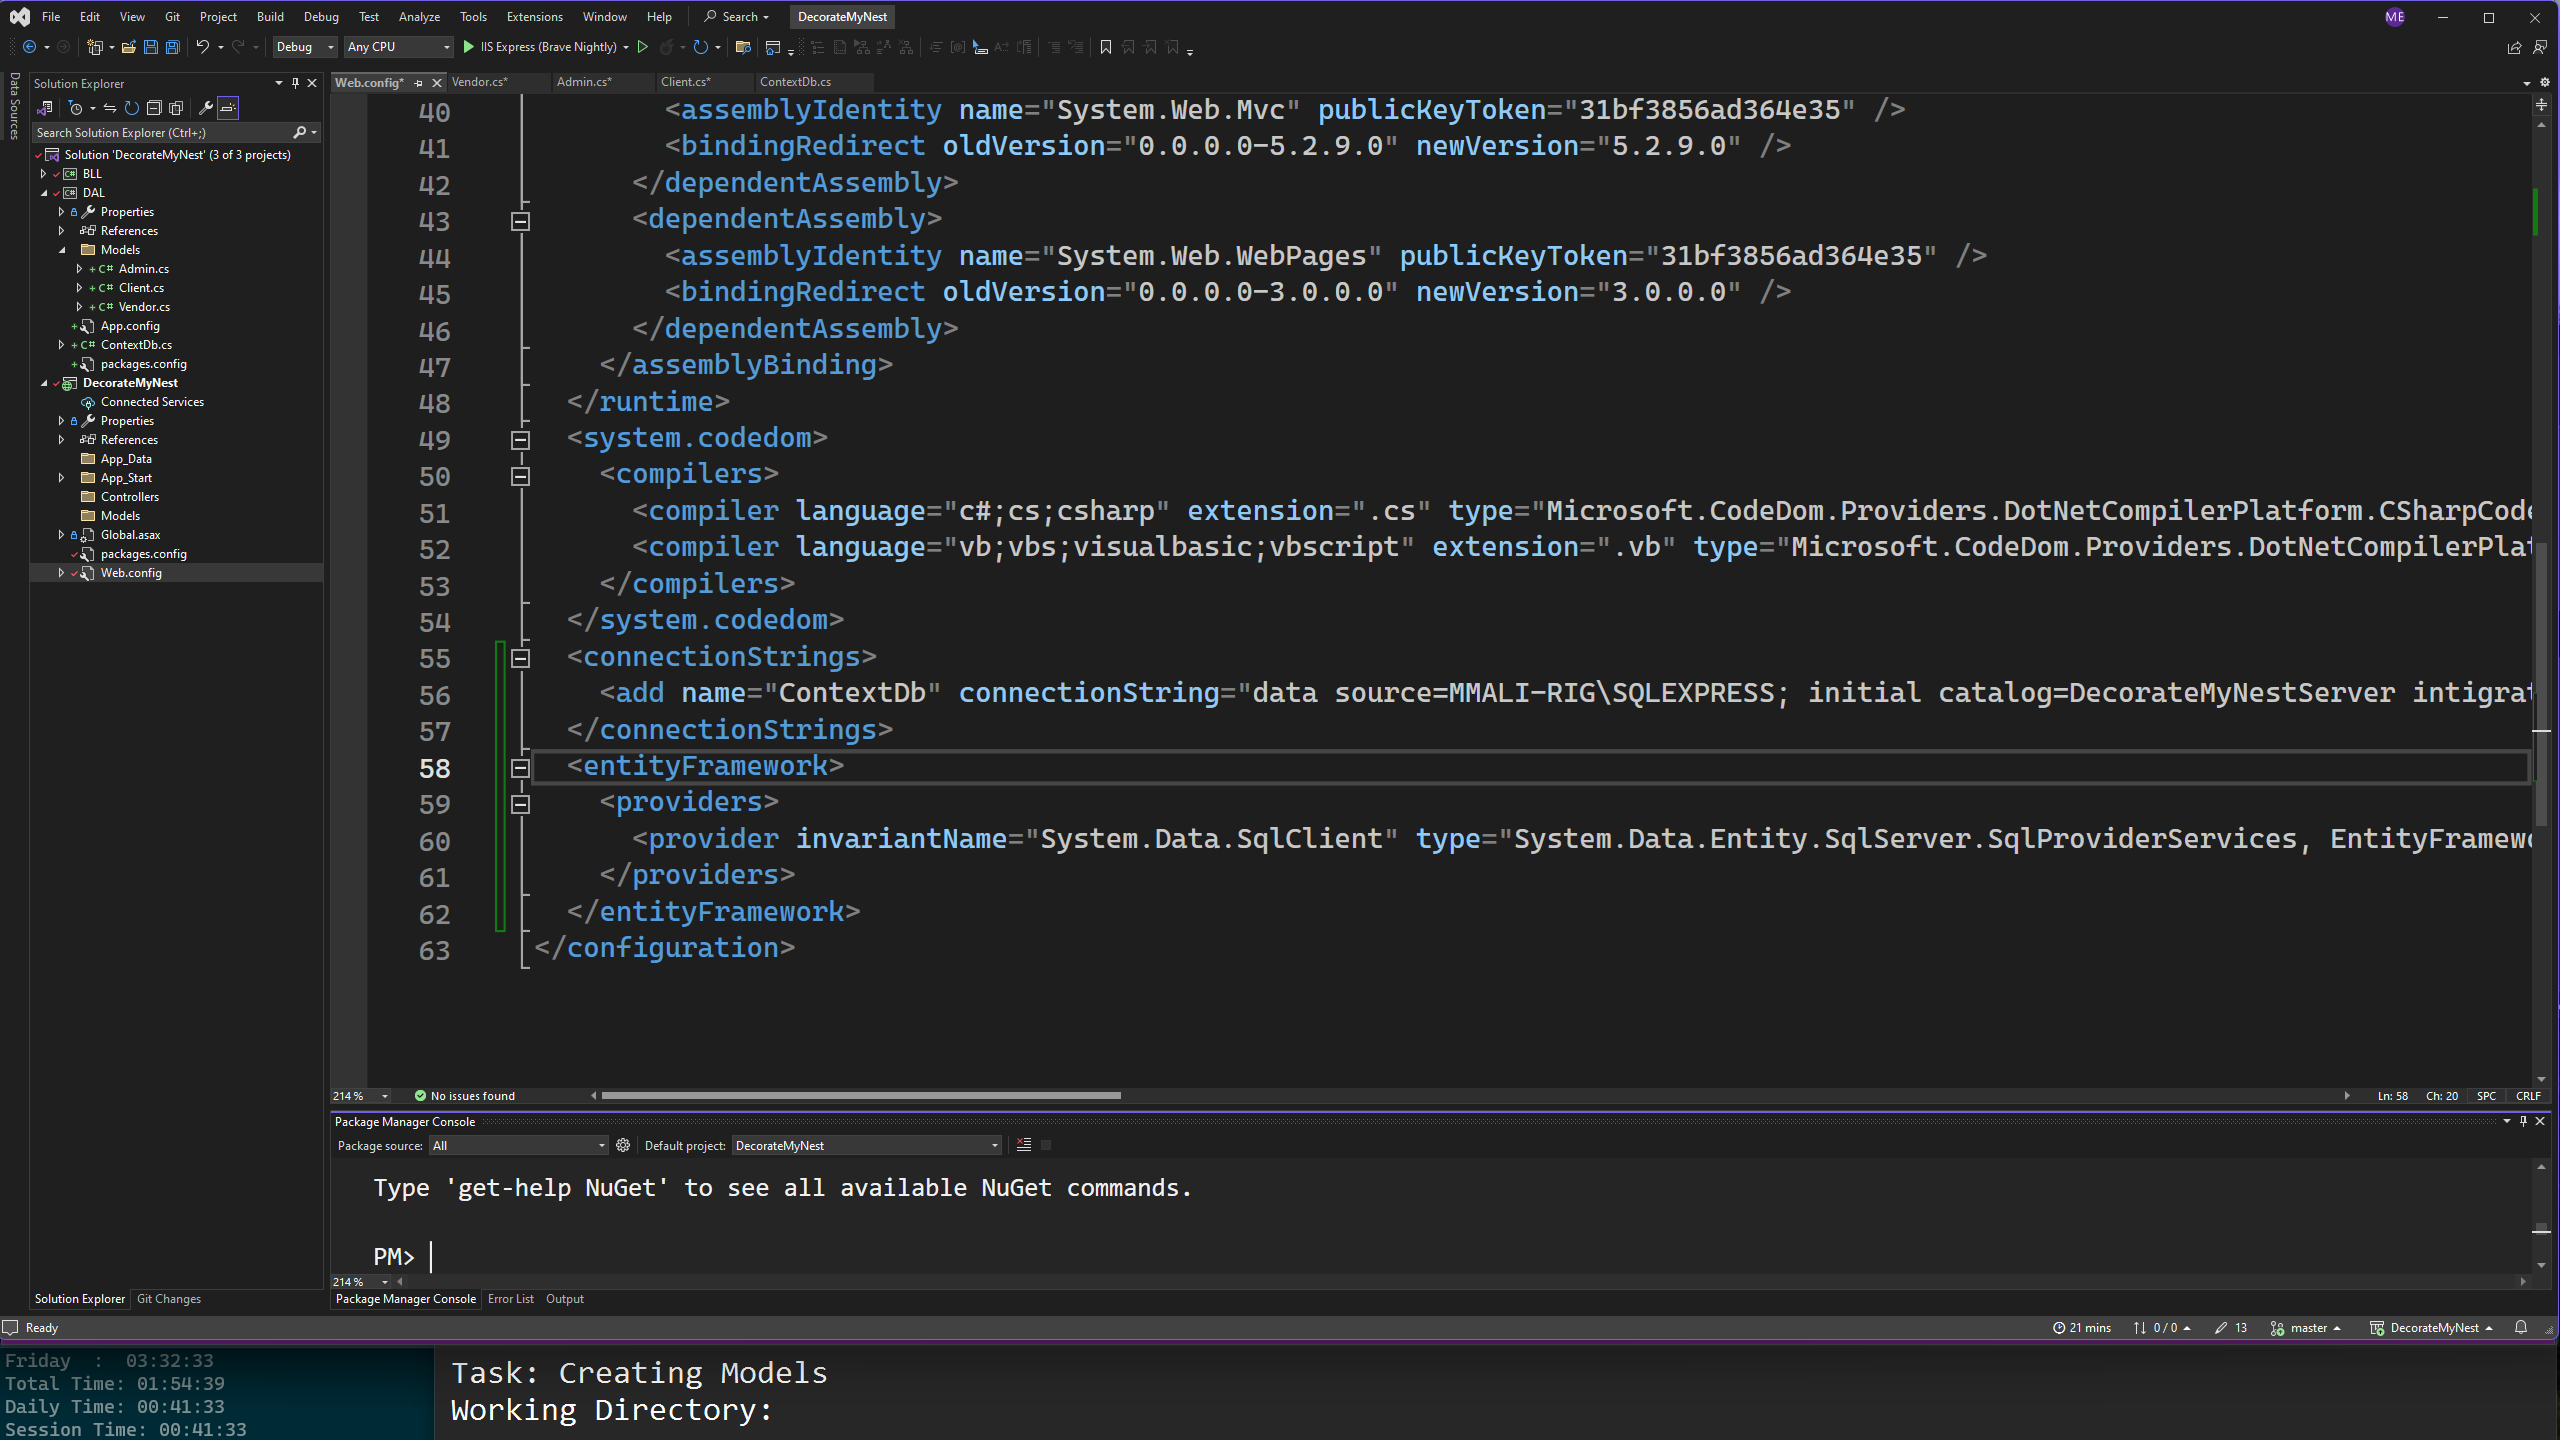 File Edit View Git Project Build Debug Test Analyze Tools Extensions Window Help Search DecorateMyNest ME
Debug Any CPU IIS Express (Brave Nightly)
Data Sources
Solution Explorer
Search Solution Explorer (Ctrl+;)
Solution 'DecorateMyNest' (3 of 3 projects)
BLL
DAL
Properties
References
Models
C# Admin.cs
C# Client.cs
C# Vendor.cs
App.config
C# ContextDb.cs
packages.config
DecorateMyNest
Connected Services
Properties
References
App_Data
App_Start
Controllers
Models
Global.asax
packages.config
Web.config
Solution Explorer Git Changes
Web.config* Vendor.cs* Admin.cs* Client.cs* ContextDb.cs
40 <assemblyIdentity name="System.Web.Mvc" publicKeyToken="31bf3856ad364e35" />
41 <bindingRedirect oldVersion="0.0.0.0-5.2.9.0" newVersion="5.2.9.0" />
42 </dependentAssembly>
43 <dependentAssembly>
44 <assemblyIdentity name="System.Web.WebPages" publicKeyToken="31bf3856ad364e35" />
45 <bindingRedirect oldVersion="0.0.0.0-3.0.0.0" newVersion="3.0.0.0" />
46 </dependentAssembly>
47 </assemblyBinding>
48 </runtime>
49 <system.codedom>
50 <compilers>
51 <compiler language="c#;cs;csharp" extension=".cs" type="Microsoft.CodeDom.Providers.DotNetCompilerPlatform.CSharpCode
52 <compiler language="vb;vbs;visualbasic;vbscript" extension=".vb" type="Microsoft.CodeDom.Providers.DotNetCompilerPlat
53 </compilers>
54 </system.codedom>
55 <connectionStrings>
56 <add name="ContextDb" connectionString="data source=MMALI-RIG\SQLEXPRESS; initial catalog=DecorateMyNestServer intigrat
57 </connectionStrings>
58 <entityFramework>
59 <providers>
60 <provider invariantName="System.Data.SqlClient" type="System.Data.Entity.SqlServer.SqlProviderServices, EntityFramewo
61 </providers>
62 </entityFramework>
63 </configuration>
214 % No issues found Ln: 58 Ch: 20 SPC CRLF
Package Manager Console
Package source: All Default project: DecorateMyNest
Type 'get-help NuGet' to see all available NuGet commands.
PM>
214 %
Package Manager Console Error List Output
Ready 21 mins 0 / 0 13 master DecorateMyNest
Friday : 03:32:33
Total Time: 01:54:39
Daily Time: 00:41:33
Session Time: 00:41:33
Task: Creating Models
Working Directory: